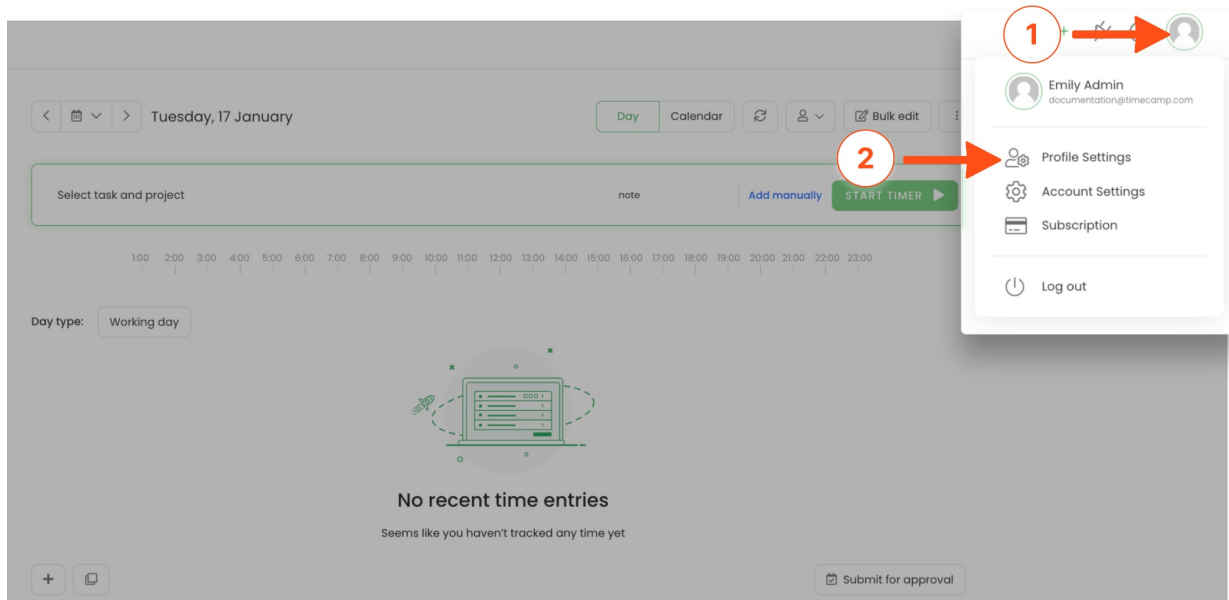 1
+
Emily Admin
documentation@timecamp.com
Tuesday, 17 January
Day
Calendar
Bulk edit
2
Profile Settings
Select task and project
note
Add manually
START TIMER
Account Settings
Subscription
1:00 2:00 3:00 4:00 5:00 6:00 7:00 8:00 9:00 10:00 11:00 12:00 13:00 14:00 15:00 16:00 17:00 18:00 19:00 20:00 21:00 22:00 23:00
Log out
Day type:
Working day
No recent time entries
Seems like you haven't tracked any time yet
+
Submit for approval